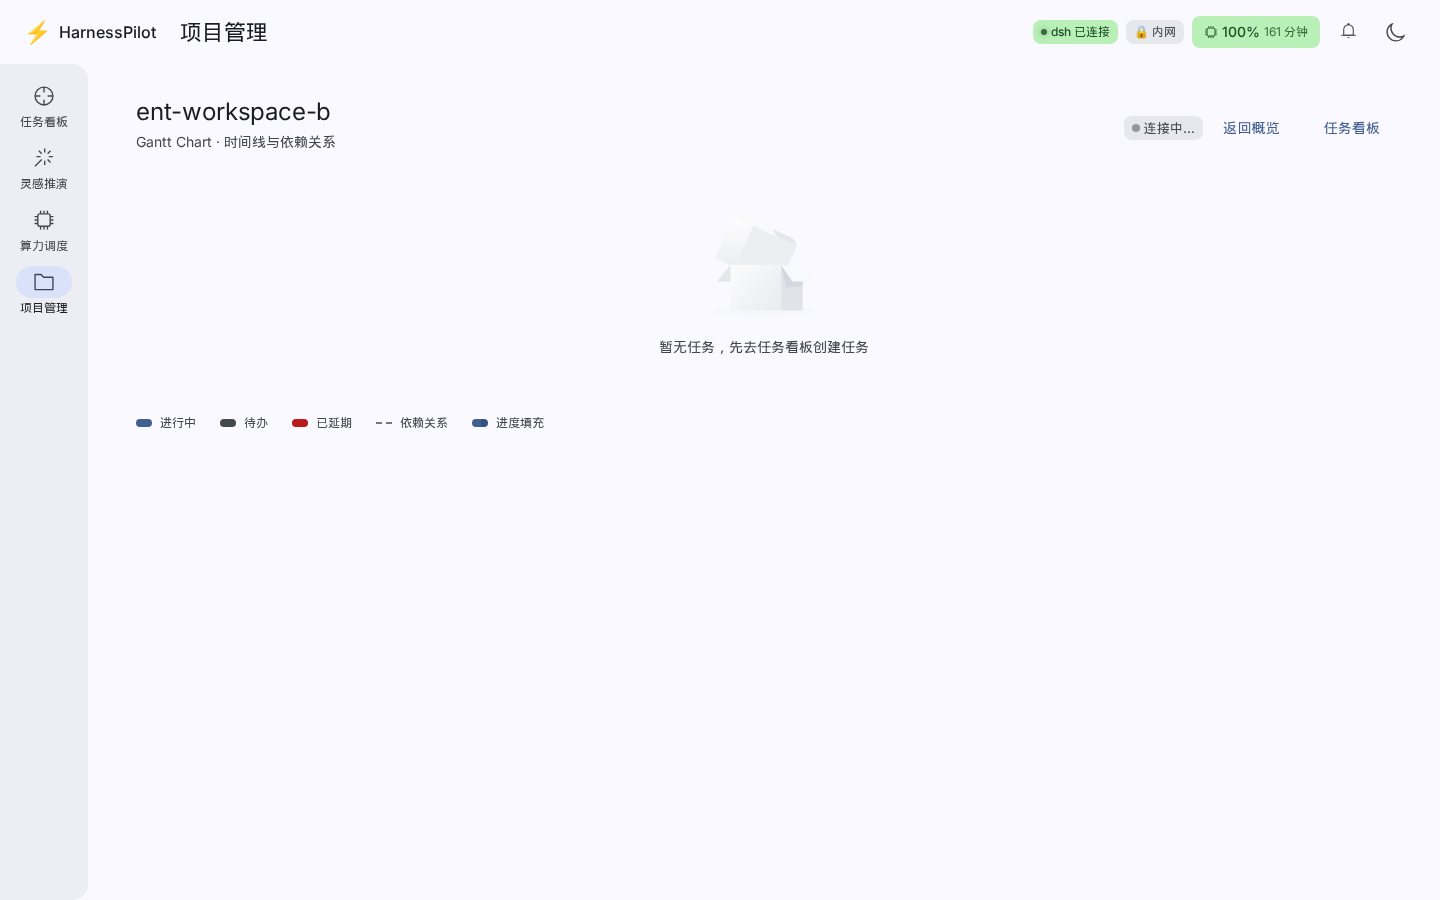 ⚡ HarnessPilot
项目管理
dsh 已连接
🔒 内网
100% 161 分钟
任务看板
灵感推演
算力调度
项目管理
ent-workspace-b
Gantt Chart · 时间线与依赖关系
连接中...
返回概览
任务看板
暂无任务，先去任务看板创建任务
进行中
待办
已延期
依赖关系
进度填充